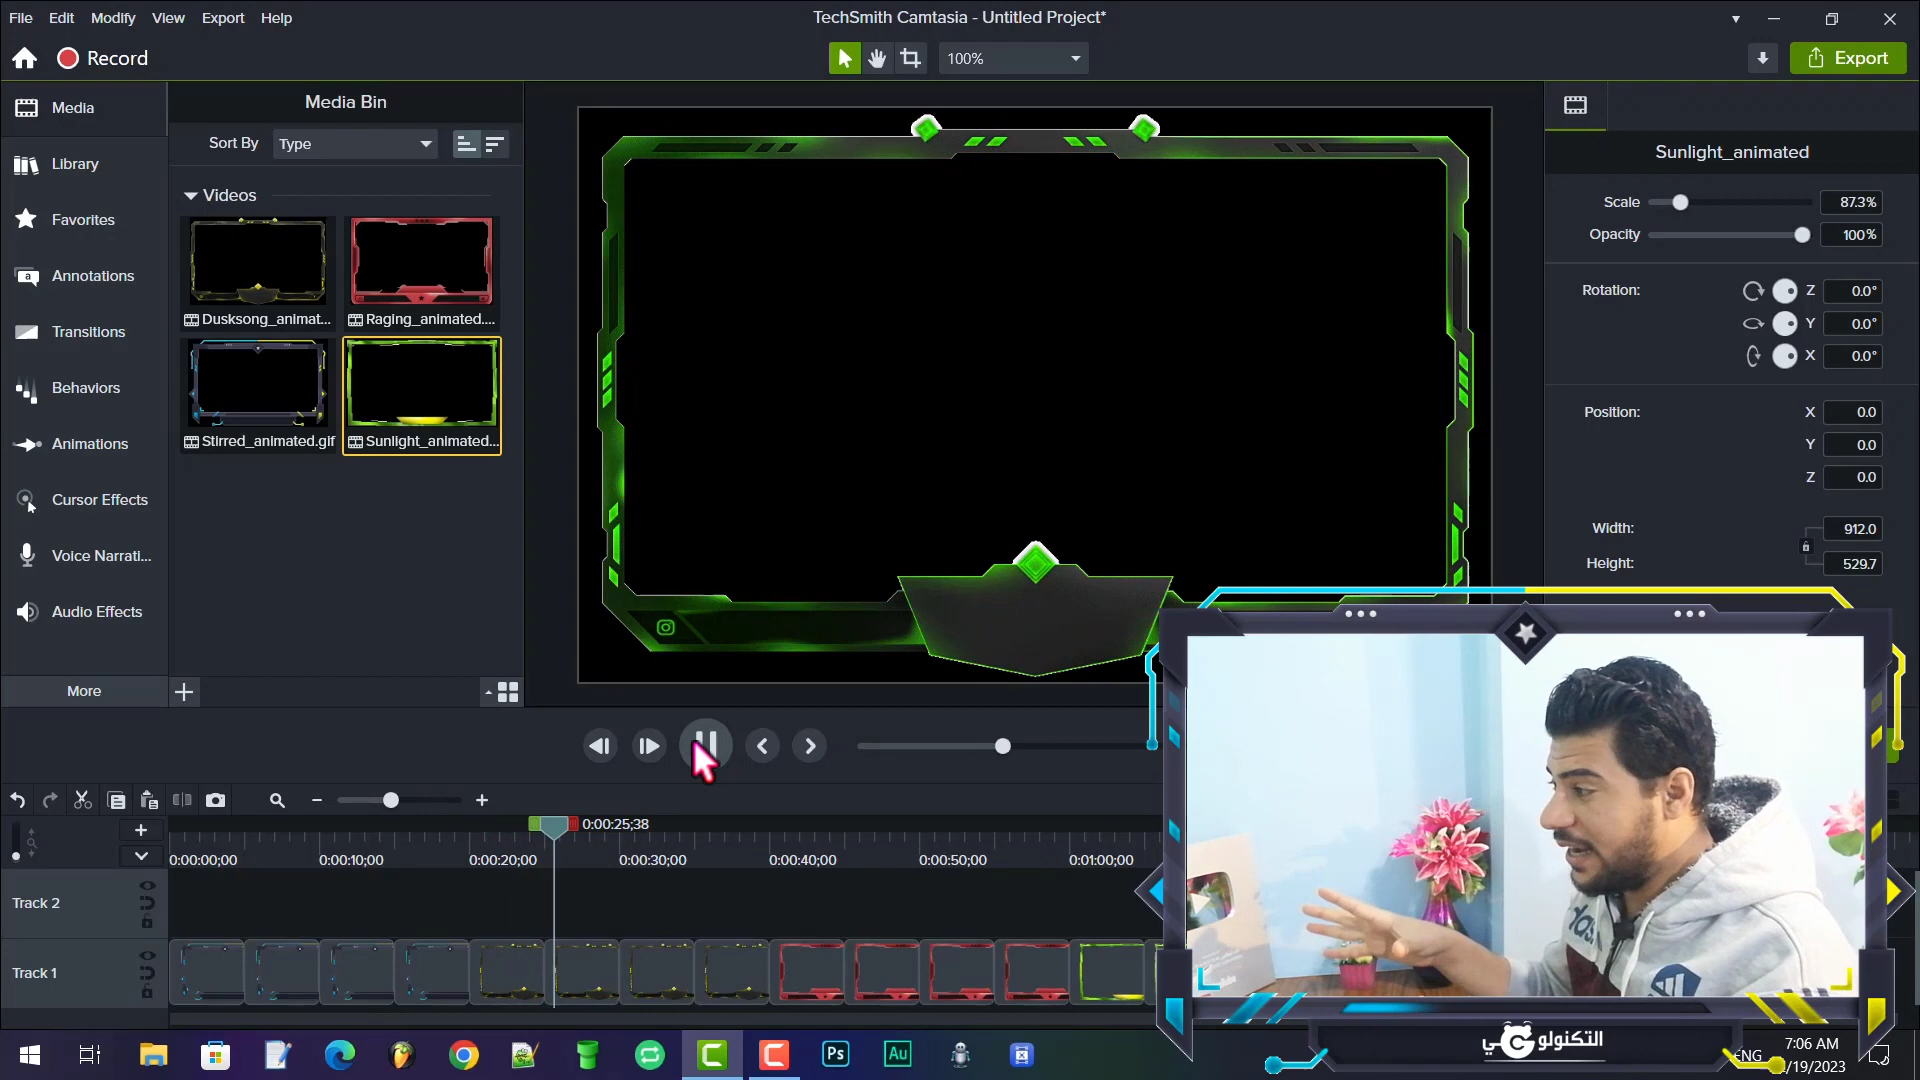 File Edit Modify View Export Help
TechSmith Camtasia - Untitled Project*
Record
100%
Export
Media
Library
Favorites
Annotations
Transitions
Behaviors
Animations
Cursor Effects
Voice Narrati...
Audio Effects
More
Media Bin
Sort By Type
Videos
Dusksong_animat...
Raging_animated....
Stirred_animated.gif
Sunlight_animated...
Sunlight_animated
Scale 87.3%
Opacity 100%
Rotation: Z 0.0°
Y 0.0°
X 0.0°
Position: X 0.0
Y 0.0
Z 0.0
Width: 912.0
Height: 529.7
0:00:25;38
0:00:00;00 0:00:10;00 0:00:20;00 0:00:30;00 0:00:40;00 0:00:50;00 0:01:00;00
Track 2
Track 1
adidas
Ps
Au
7:06 AM
/19/2023